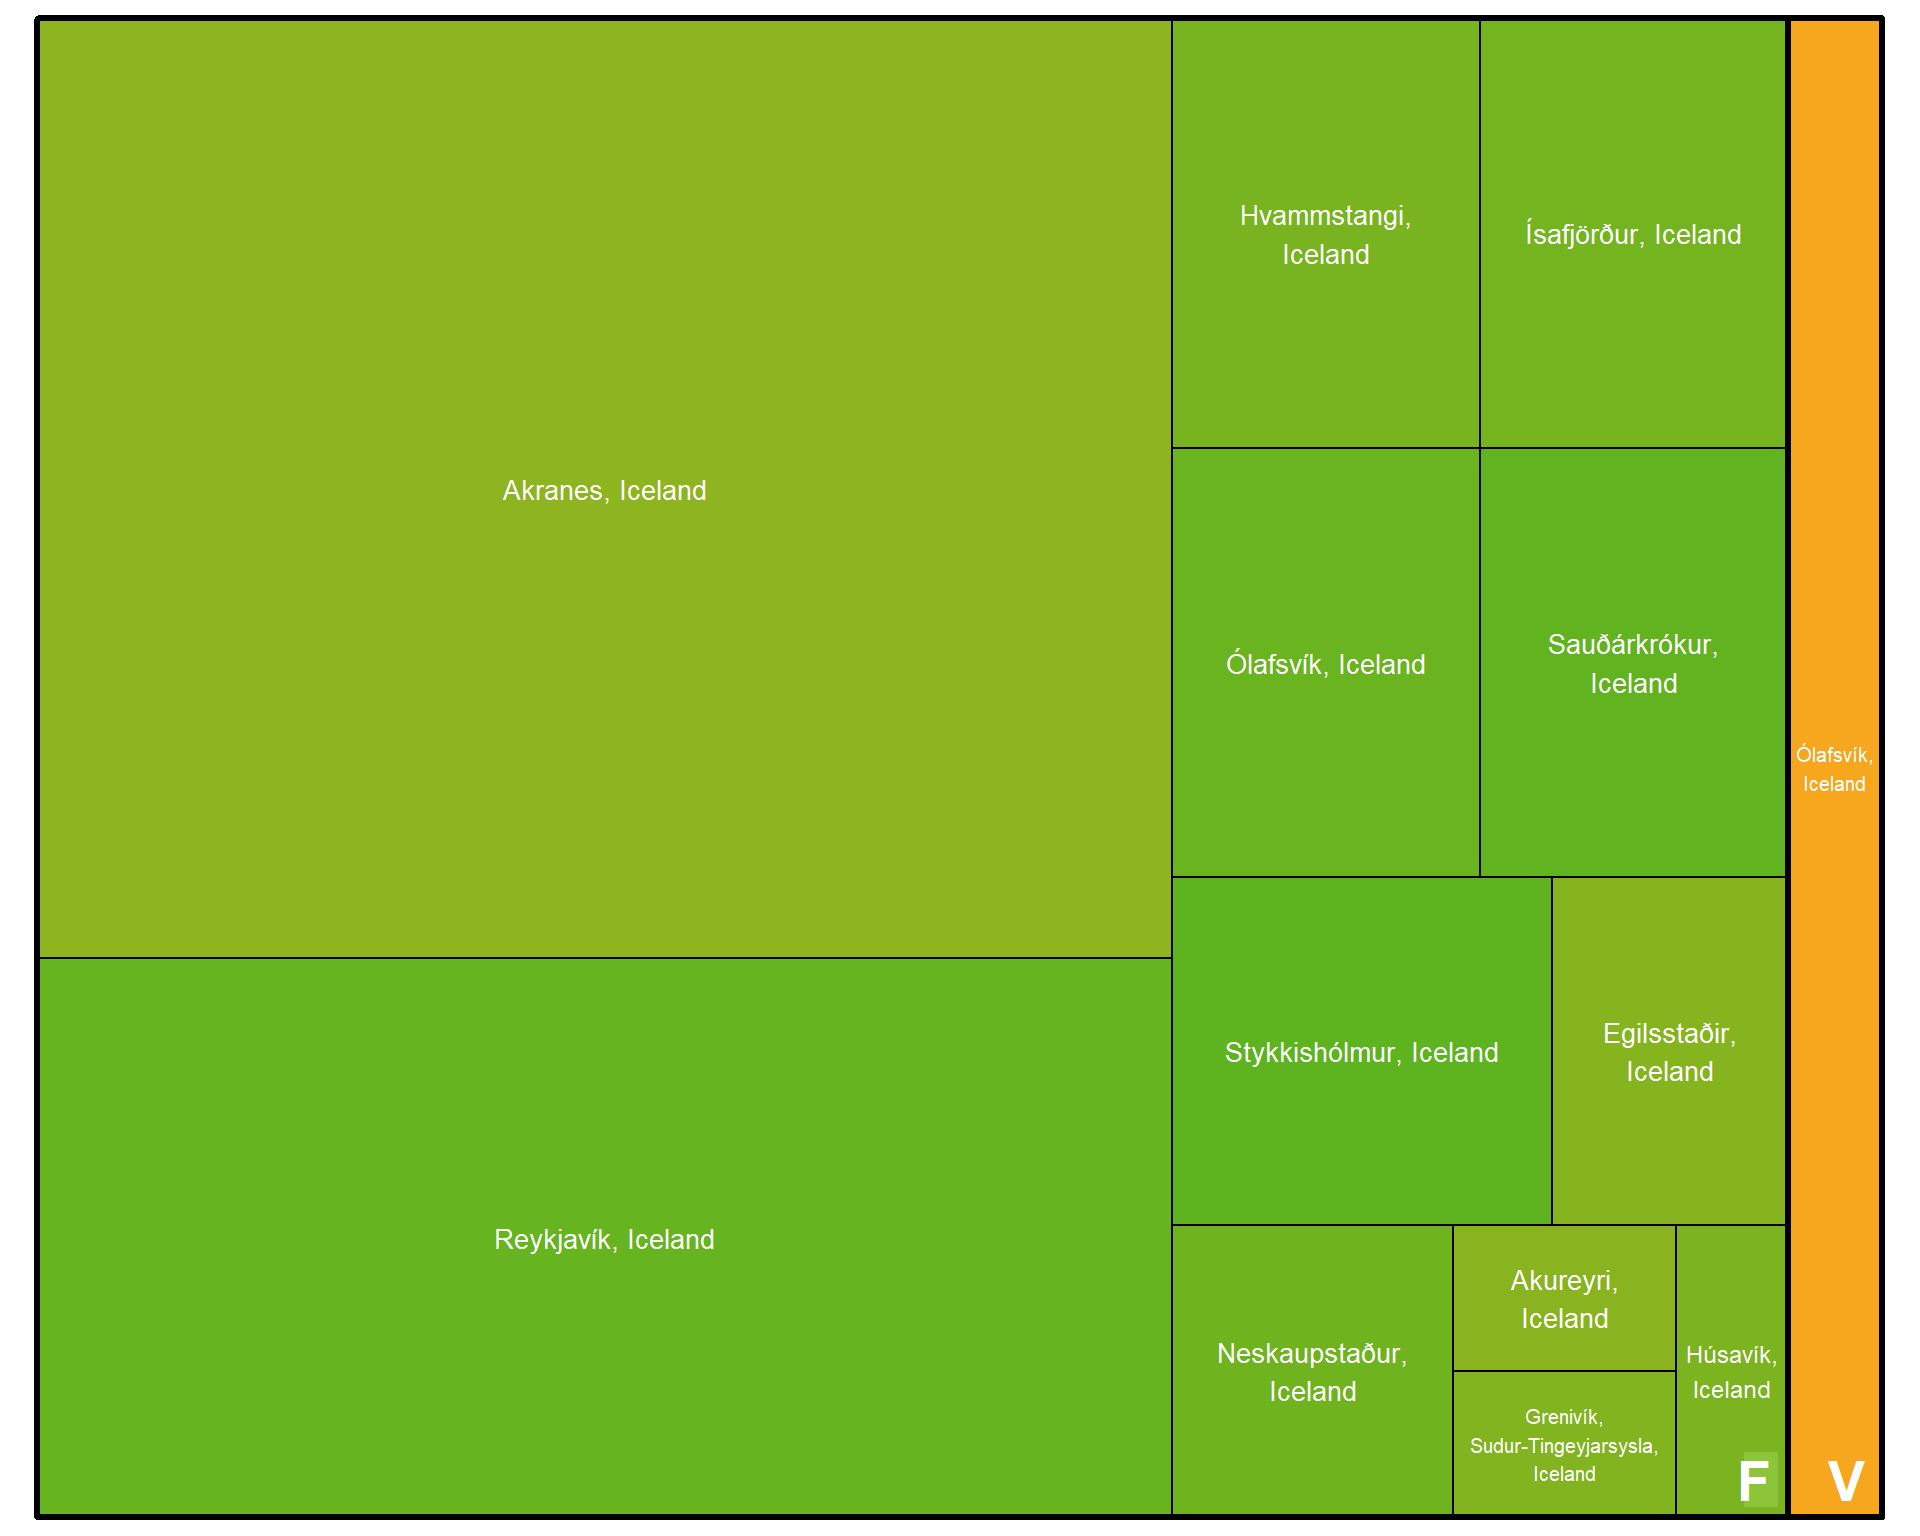 Akranes, Iceland
Reykjavík, Iceland
Hvammstangi,
Iceland
Ísafjörður, Iceland
Ólafsvík, Iceland
Sauðárkrókur,
Iceland
Stykkishólmur, Iceland
Egilsstaðir,
Iceland
Neskaupstaður,
Iceland
Akureyri,
Iceland
Grenivík,
Sudur-Tingeyjarsysla,
Iceland
Húsavík,
Iceland
F
Ólafsvík,
Iceland
V